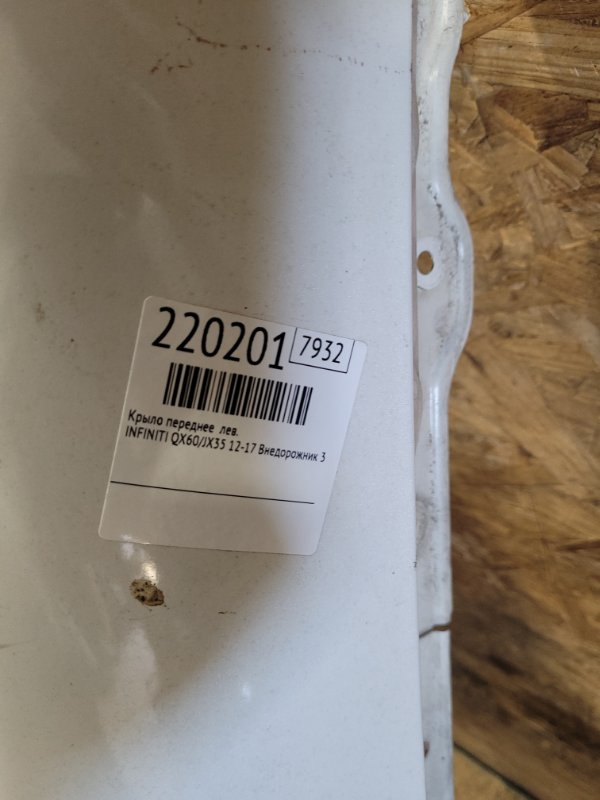 220201 7932
Крыло переднее лев.
INFINITI QX60/JX35 12-17 Внедорожник 3